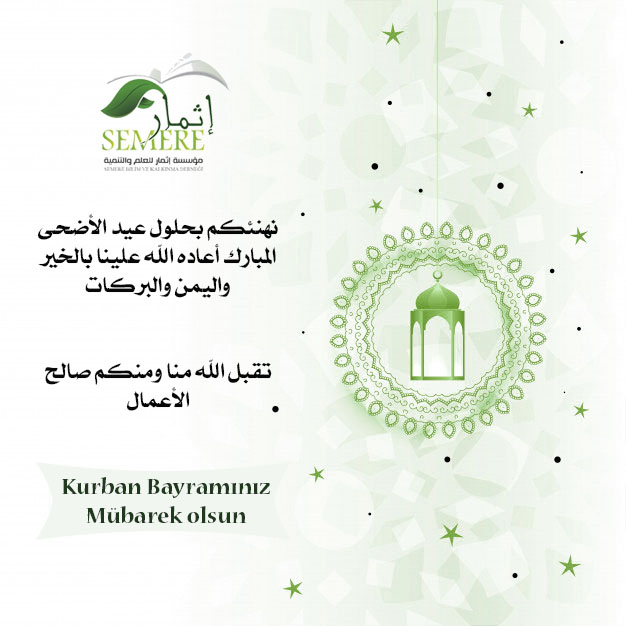 إثمار
SEMERE
مؤسسة إثمار للعلم والتنمية
SEMERE BİLİM VE KALKINMA DERNEĞİ
نهنئكم بحلول عيد الأضحى
المبارك أعاده الله علينا بالخير
واليمن والبركات
تقبل الله منا ومنكم صالح
الأعمال
Kurban Bayramınız
Mübarek olsun